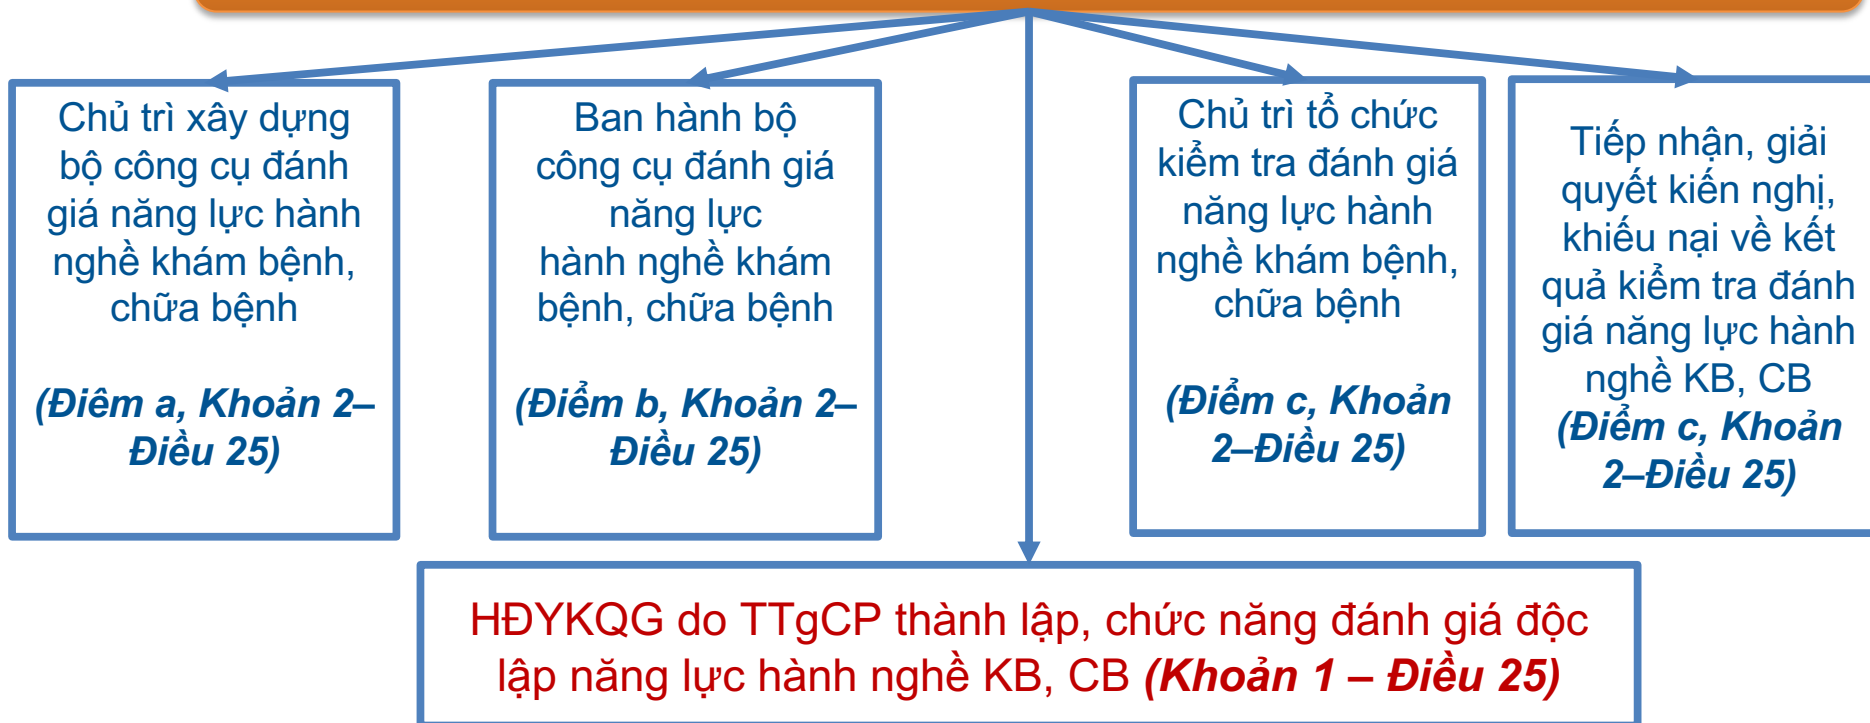 Chủ trì xây dựng
bộ công cụ đánh
giá năng lực hành
nghề khám bệnh,
chữa bệnh
(Điêm a, Khoản 2–
Điều 25)
Ban hành bộ
công cụ đánh giá
năng lực
hành nghề khám
bệnh, chữa bệnh
(Điểm b, Khoản 2–
Điều 25)
Chủ trì tổ chức
kiểm tra đánh giá
năng lực hành
nghề khám bệnh,
chữa bệnh
(Điểm c, Khoản
2–Điều 25)
Tiếp nhận, giải
quyết kiến nghị,
khiếu nại về kết
quả kiểm tra đánh
giá năng lực hành
nghề KB, CB
(Điểm c, Khoản
2–Điều 25)
HĐYKQG do TTgCP thành lập, chức năng đánh giá độc
lập năng lực hành nghề KB, CB (Khoản 1 – Điều 25)